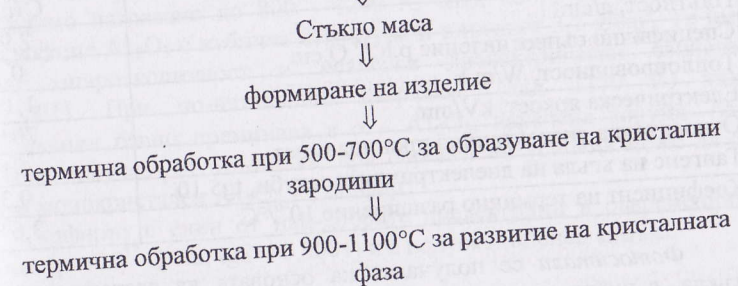 Стъкло маса
⇓
формиране на изделие
⇓
термична обработка при 500-700°С за образуване на кристални
зародиши
⇓
термична обработка при 900-1100°С за развитие на кристалната
фаза